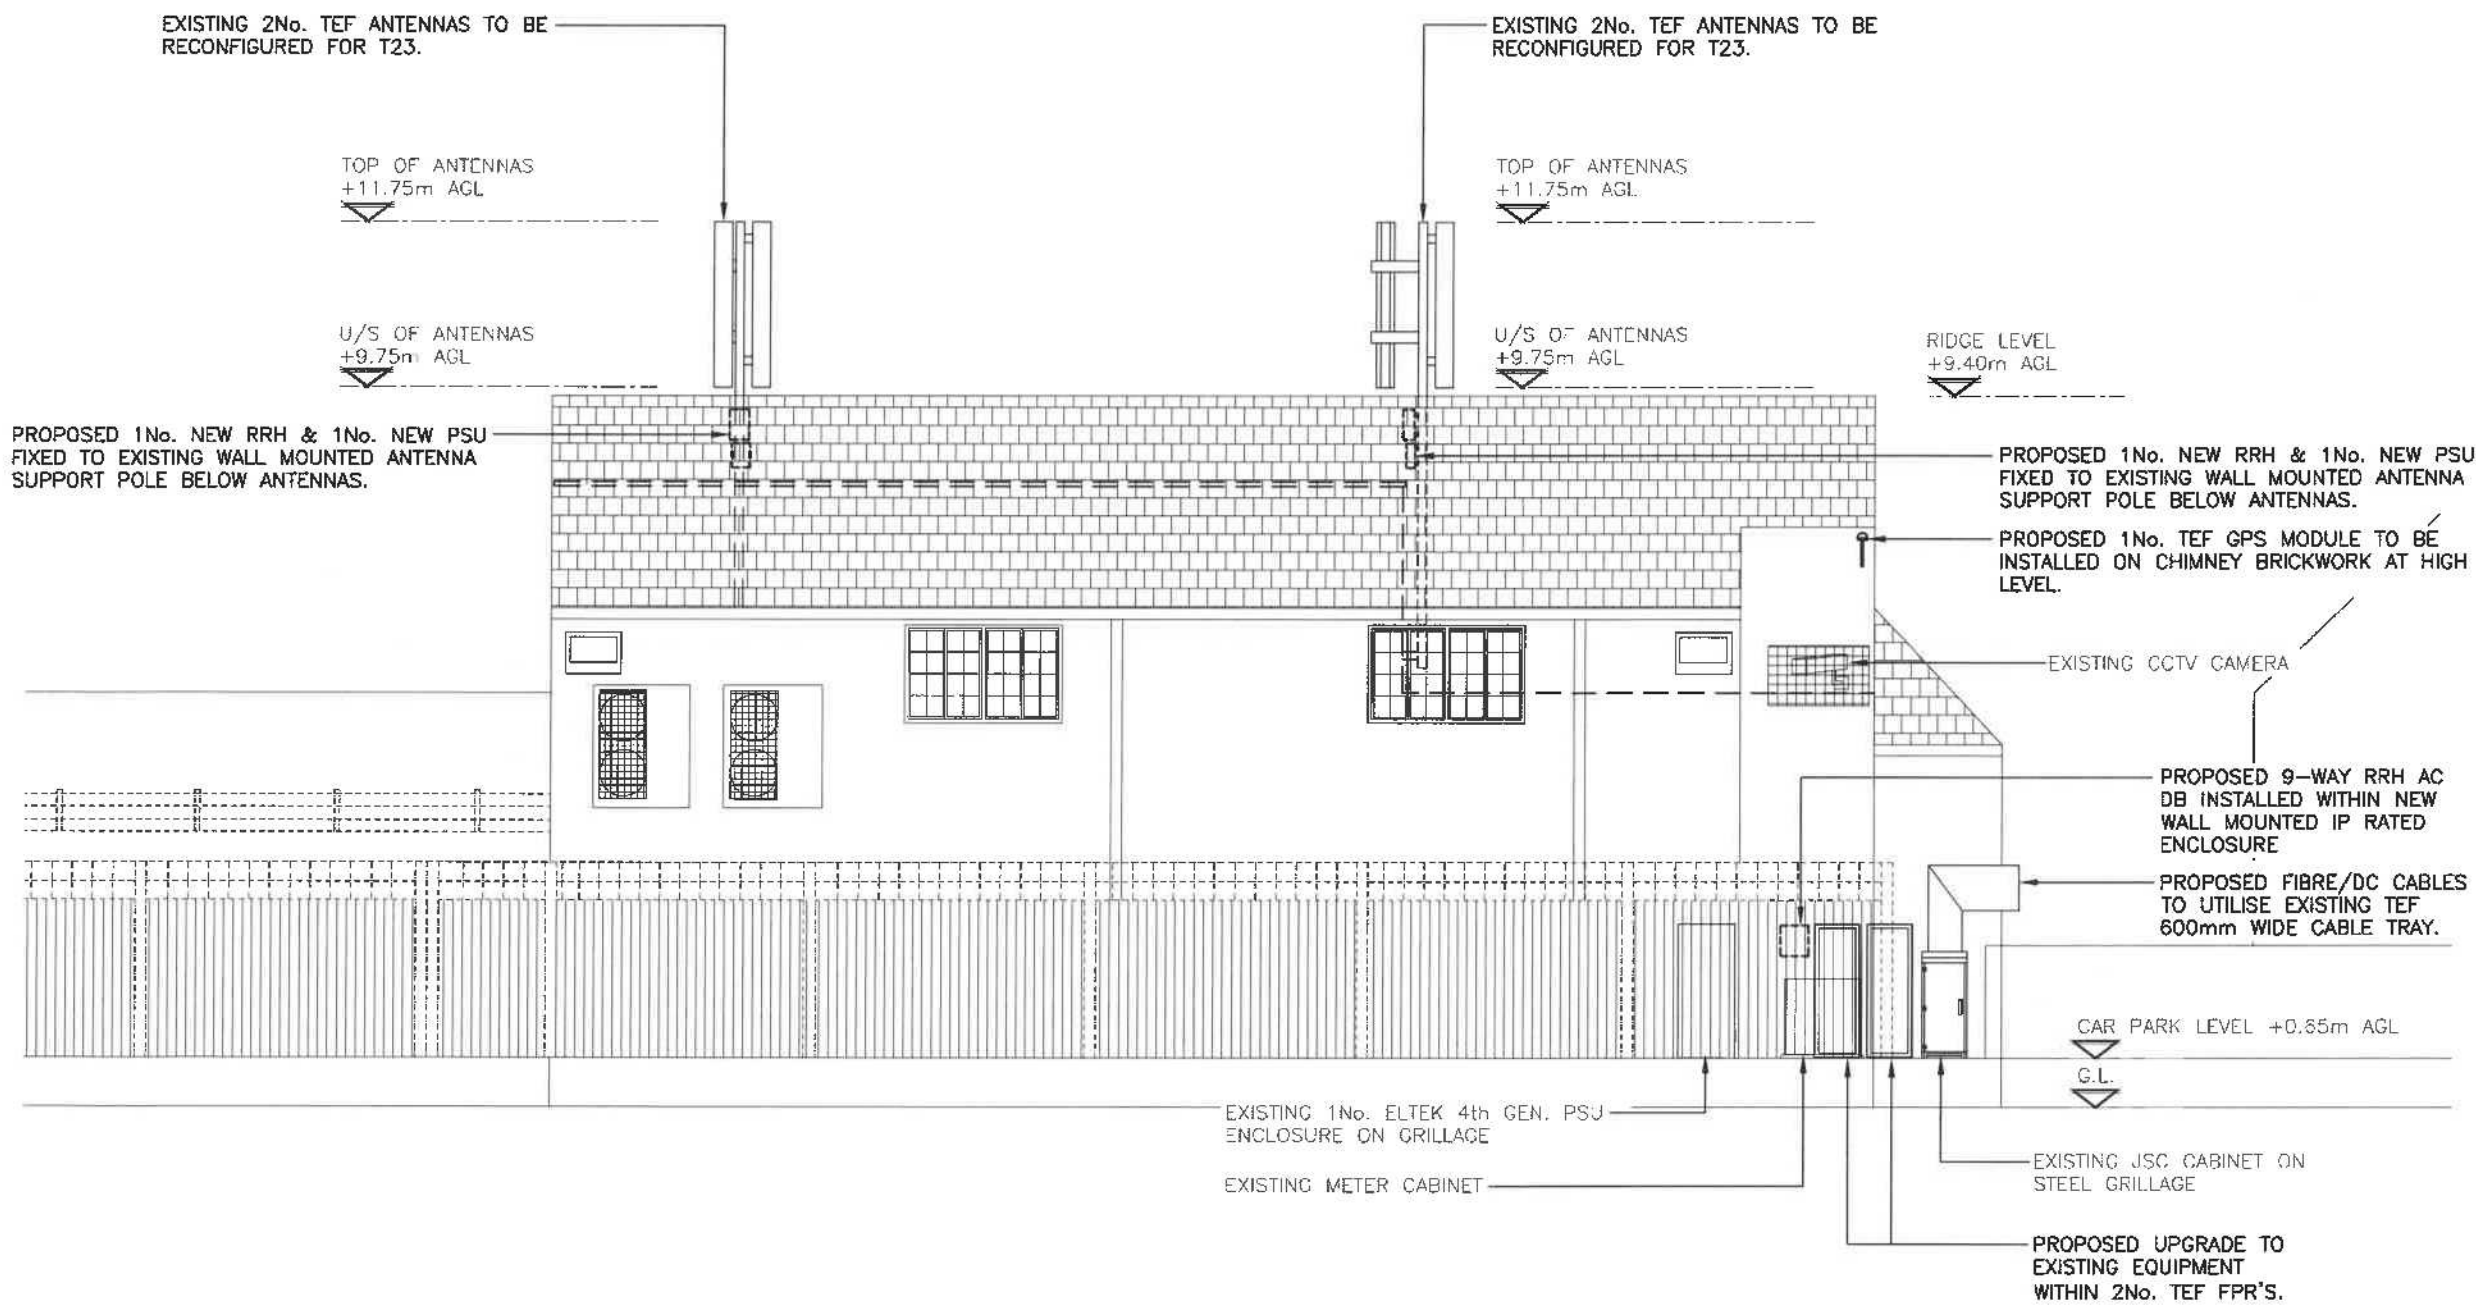 EXISTING 2No. TEF ANTENNAS TO BE
RECONFIGURED FOR T23.
EXISTING 2No. TEF ANTENNAS TO BE
RECONFIGURED FOR T23.
TOP OF ANTENNAS
+11.75m AGL
TOP OF ANTENNAS
+11.75m AGL
U/S OF ANTENNAS
+9.75m AGL
U/S OF ANTENNAS
+9.75m AGL
RIDGE LEVEL
+9.40m AGL
PROPOSED 1No. NEW RRH & 1No. NEW PSU
FIXED TO EXISTING WALL MOUNTED ANTENNA
SUPPORT POLE BELOW ANTENNAS.
PROPOSED 1No. NEW RRH & 1No. NEW PSU
FIXED TO EXISTING WALL MOUNTED ANTENNA
SUPPORT POLE BELOW ANTENNAS.
PROPOSED 1No. TEF GPS MODULE TO BE
INSTALLED ON CHIMNEY BRICKWORK AT HIGH
LEVEL.
EXISTING CCTV CAMERA
PROPOSED 9-WAY RRH AC
DB INSTALLED WITHIN NEW
WALL MOUNTED IP RATED
ENCLOSURE
PROPOSED FIBRE/DC CABLES
TO UTILISE EXISTING TEF
600mm WIDE CABLE TRAY.
CAR PARK LEVEL +0.65m AGL
G.L.
EXISTING 1No. ELTEK 4th GEN. PSU
ENCLOSURE ON GRILLAGE
EXISTING METER CABINET
EXISTING JSC CABINET ON
STEEL GRILLAGE
PROPOSED UPGRADE TO
EXISTING EQUIPMENT
WITHIN 2No. TEF FPR'S.